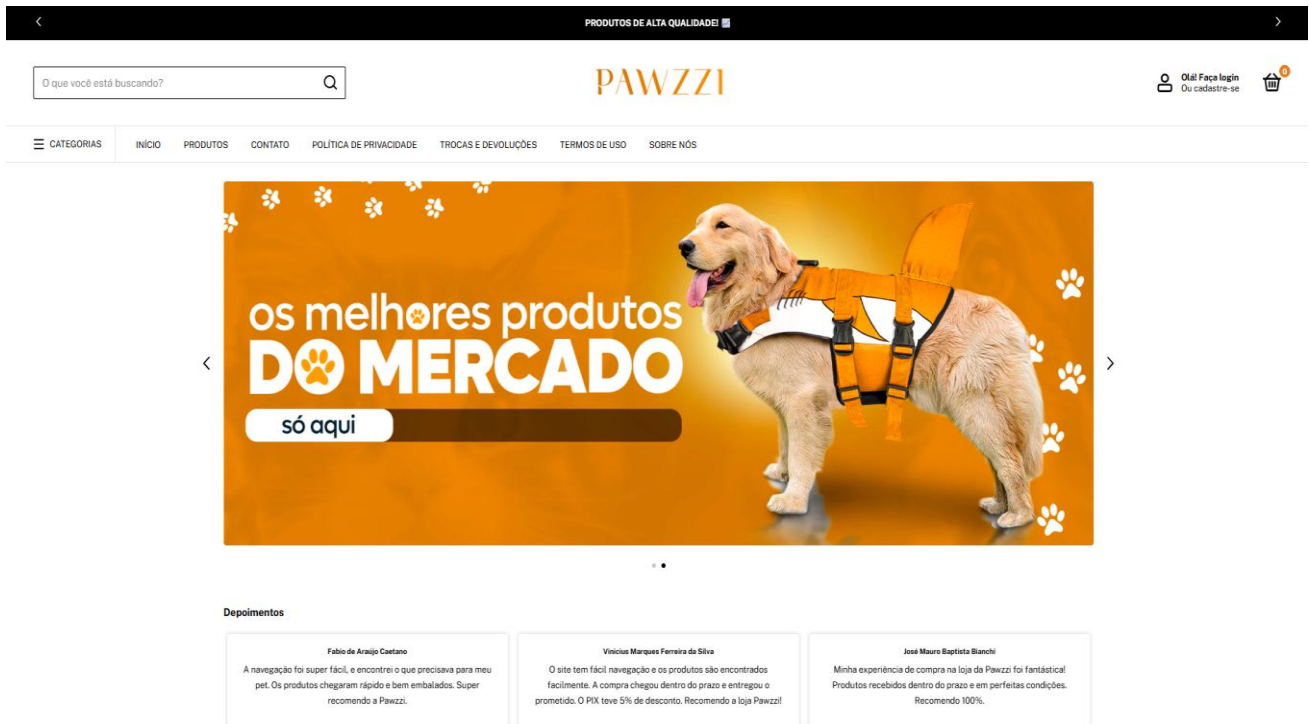 PRODUTOS DE ALTA QUALIDADE!
O que você está buscando?
PAWZZI
Olá! Faça login
Ou cadastre-se
0
CATEGORIAS
INÍCIO
PRODUTOS
CONTATO
POLÍTICA DE PRIVACIDADE
TROCAS E DEVOLUÇÕES
TERMOS DE USO
SOBRE NÓS
os melhores produtos
DO MERCADO
só aqui
Depoimentos
Fabio de Araújo Caetano
A navegação foi super fácil, e encontrei o que precisava para meu
pet. Os produtos chegaram rápido e bem embalados. Super
recomendo a Pawzzi.
Vinicius Marques Ferreira da Silva
O site tem fácil navegação e os produtos são encontrados
facilmente. A compra chegou dentro do prazo e entregou o
prometido. O PIX teve 5% de desconto. Recomendo a loja Pawzzi!
José Mauro Baptista Bianchi
Minha experiência de compra na loja da Pawzzi foi fantástica!
Produtos recebidos dentro do prazo e em perfeitas condições.
Recomendo 100%.